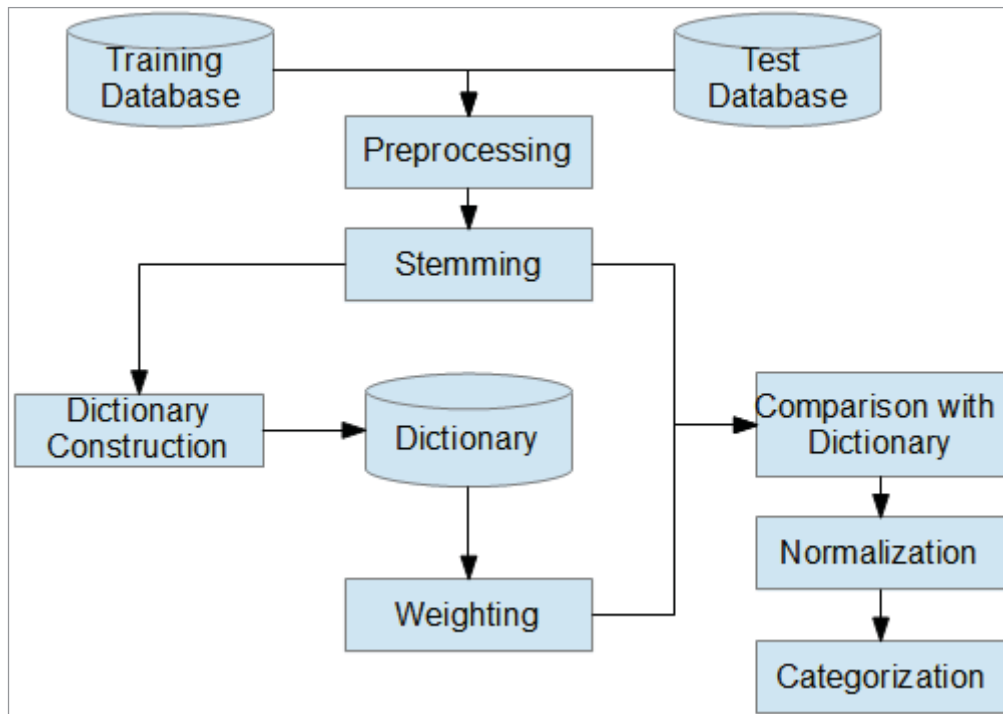 Training
Database
Test
Database
Preprocessing
Stemming
Dictionary
Construction
Dictionary
Comparison with
Dictionary
Normalization
Weighting
Categorization